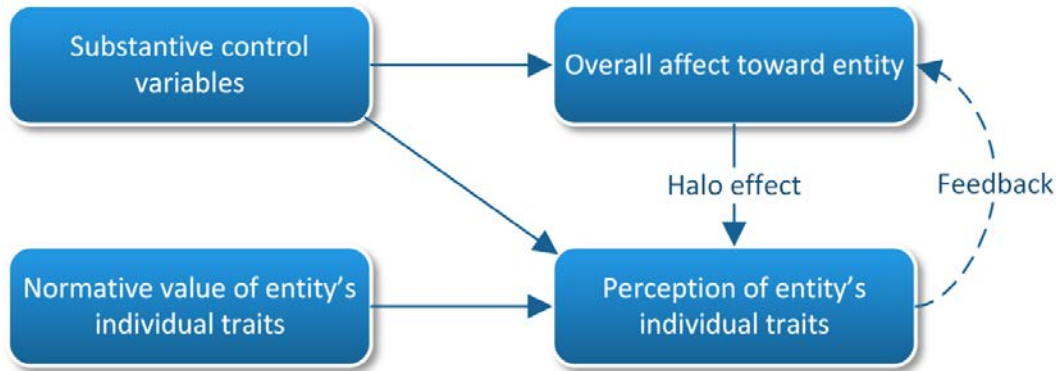 Substantive control
variables
Overall affect toward entity
Halo effect
Feedback
Normative value of entity’s
individual traits
Perception of entity’s
individual traits